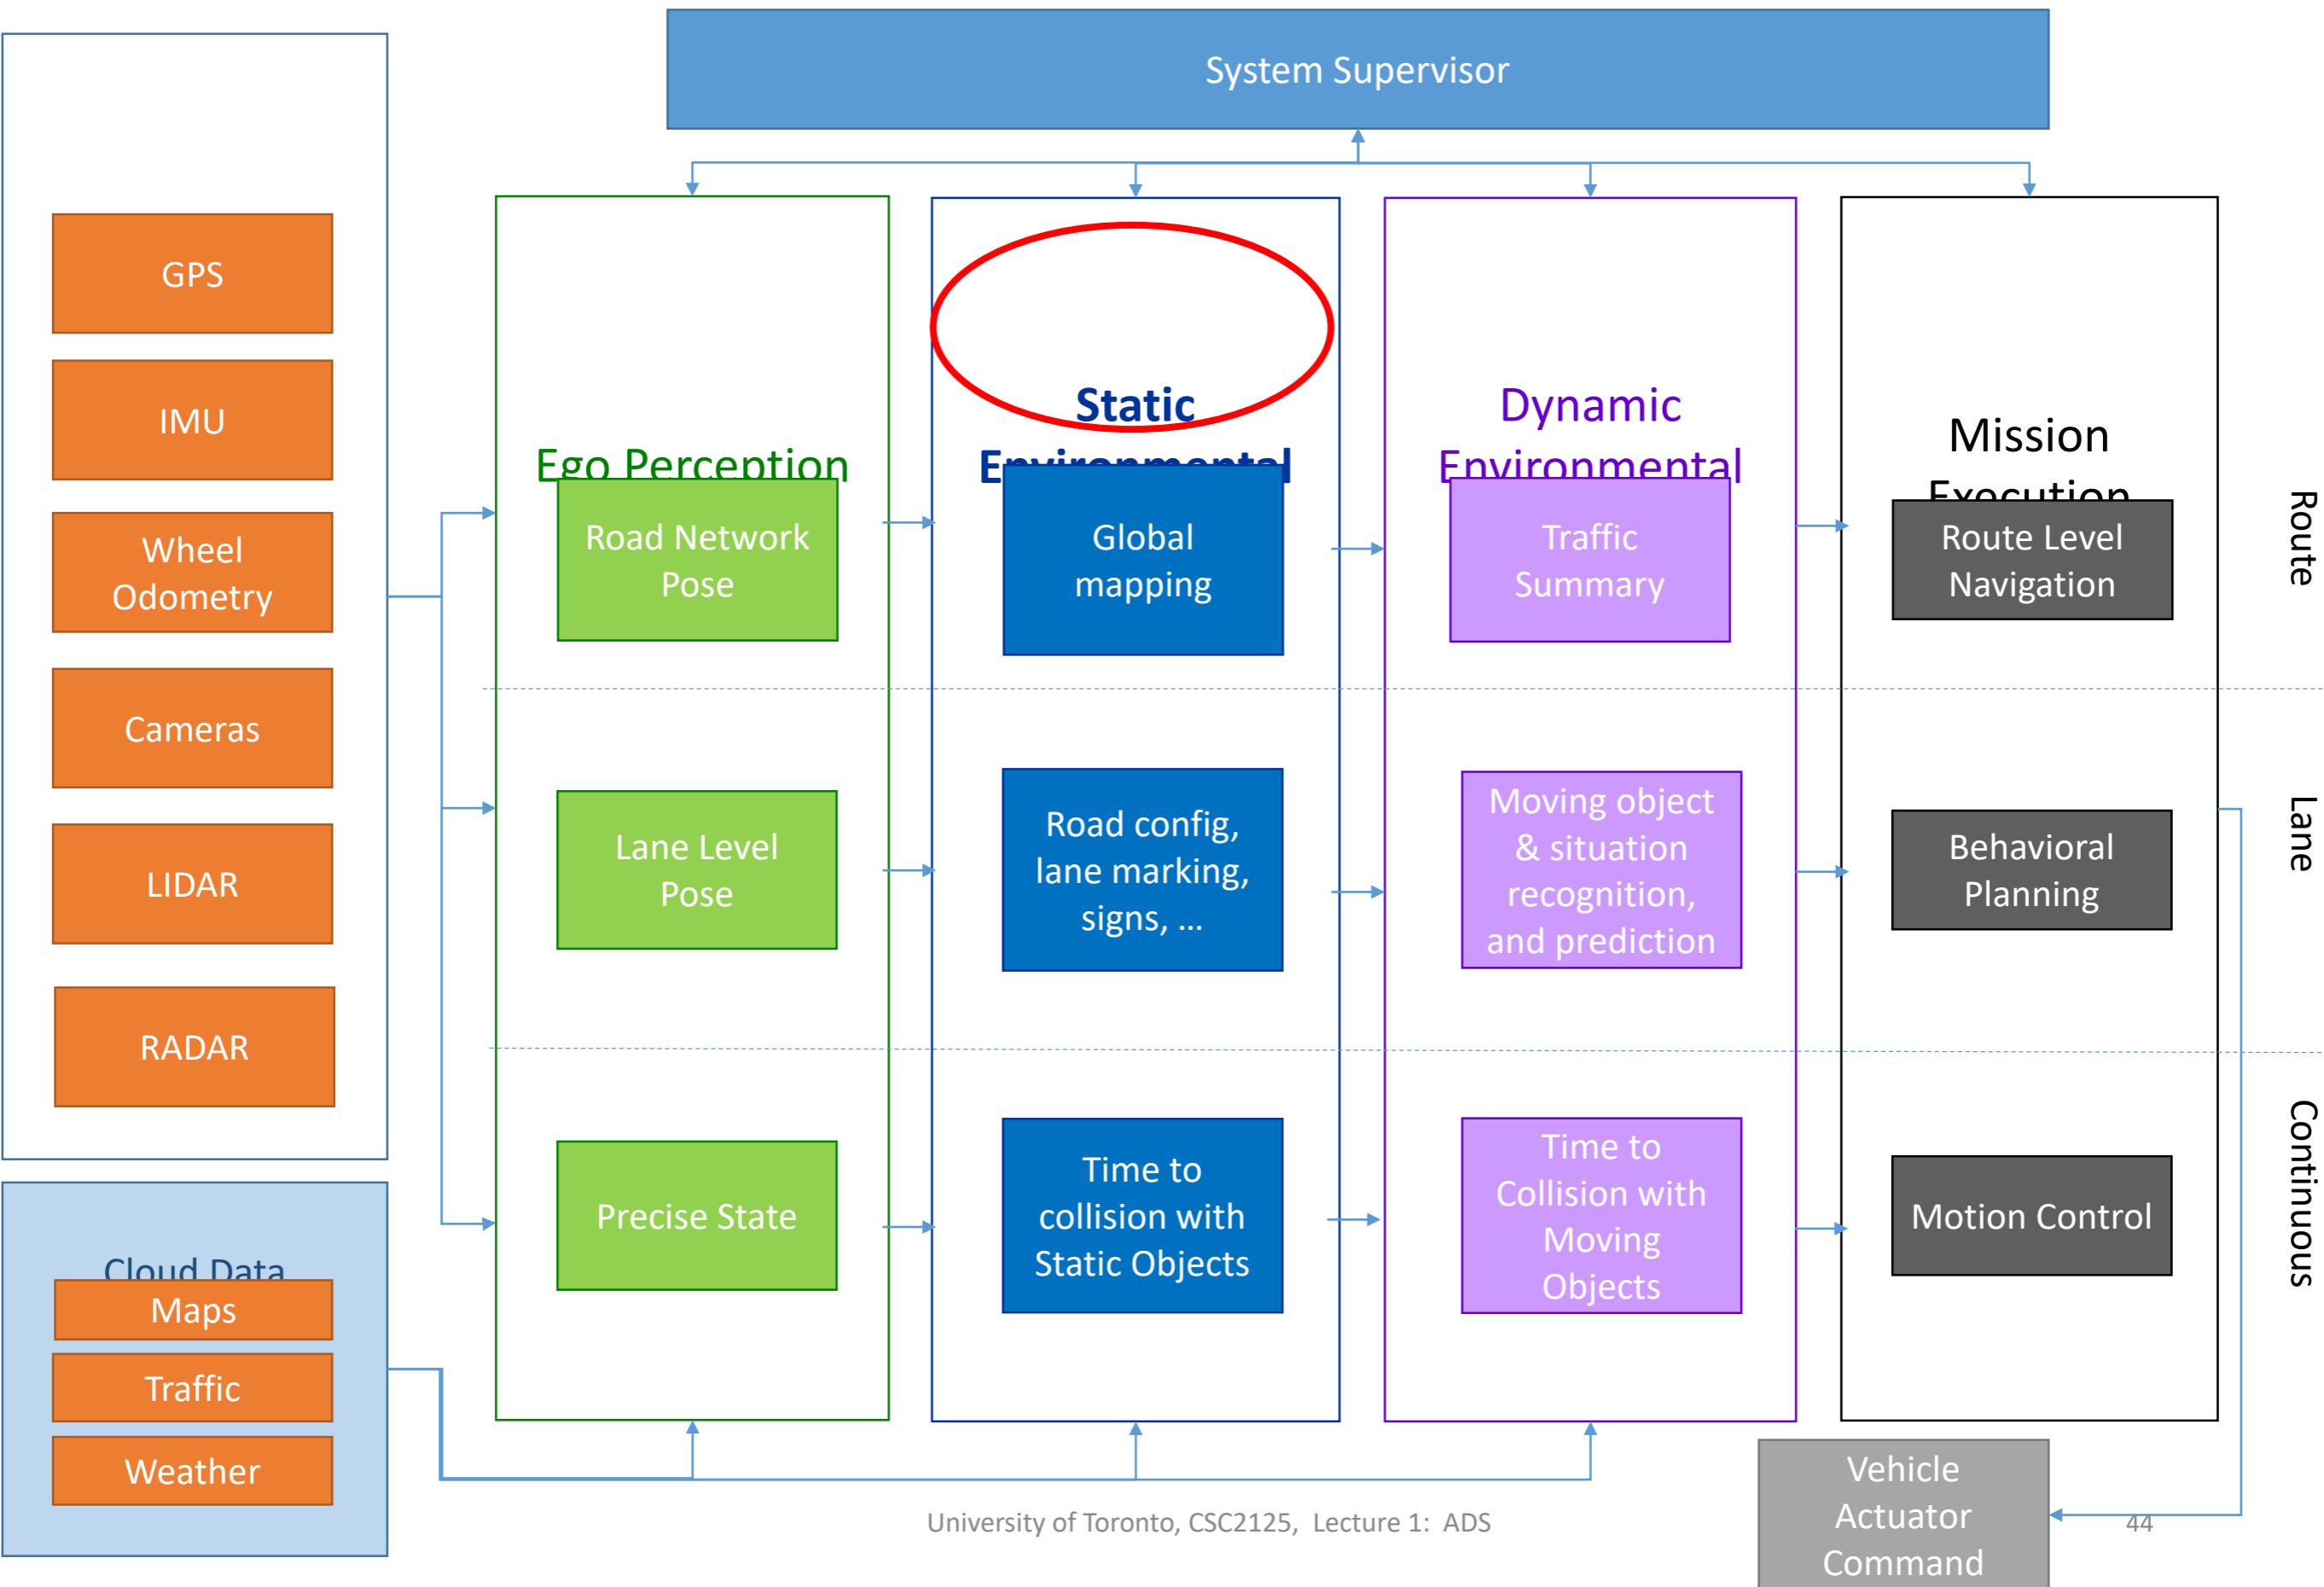 System Supervisor
GPS
IMU
Wheel
Odometry
Cameras
LIDAR
RADAR
Cloud Data
Maps
Traffic
Weather
Ego Perception
Road Network
Pose
Lane Level
Pose
Precise State
Static
Environmental
Global
mapping
Road config,
lane marking,
signs, …
Time to
collision with
Static Objects
Dynamic
Environmental
Traffic
Summary
Moving object
& situation
recognition,
and prediction
Time to
Collision with
Moving
Objects
Mission
Execution
Route Level
Navigation
Behavioral
Planning
Motion Control
Route
Lane
Continuous
Vehicle
Actuator
Command
University of Toronto, CSC2125, Lecture 1: ADS
44